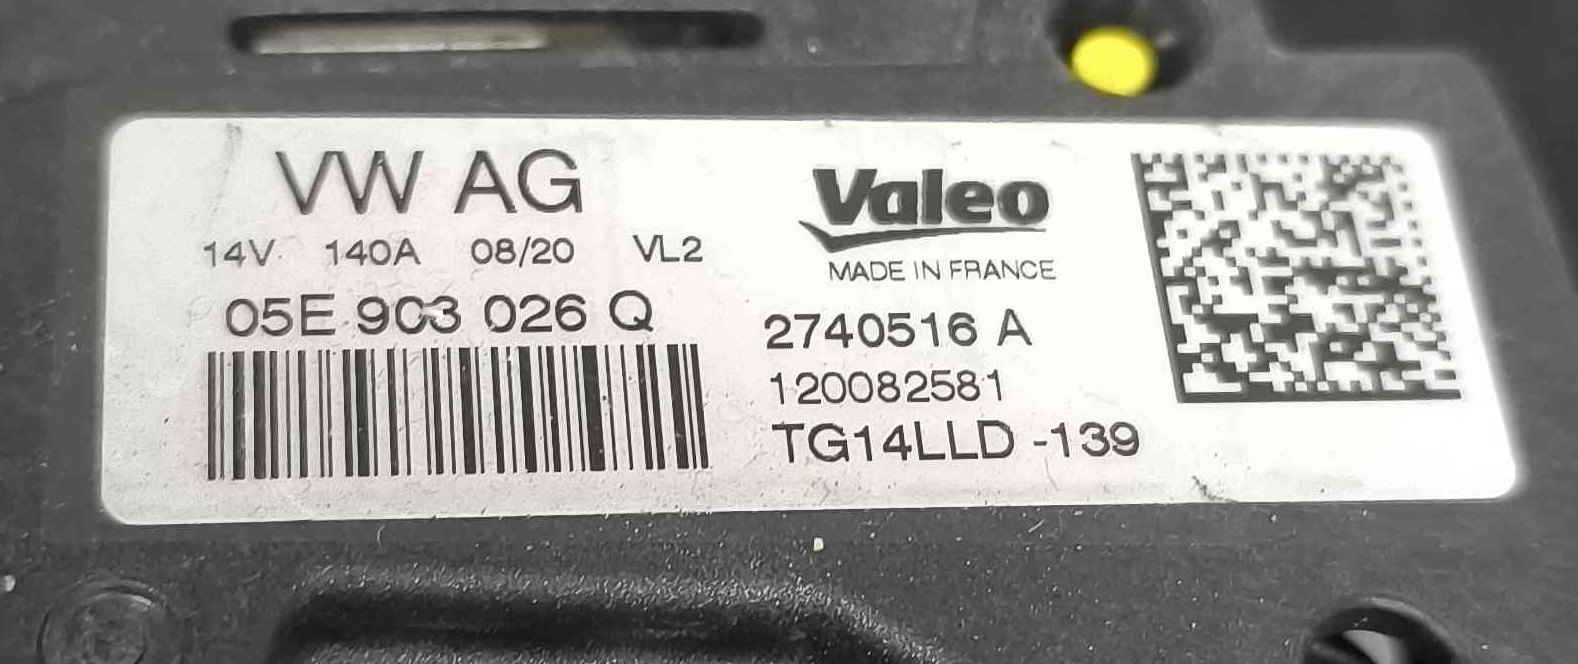 VW AG
14V 140A 08/20 VL2
05E 903 026 Q
Valeo
MADE IN FRANCE
2740516 A
120082581
TG14LLD -139